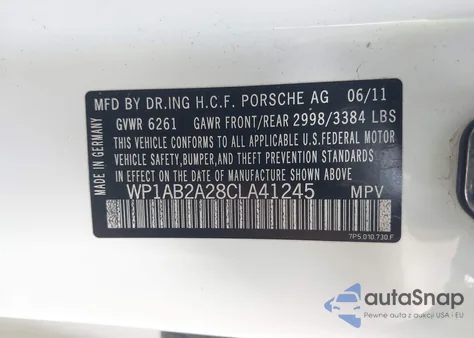 MFD BY DR.ING H.C.F. PORSCHE AG 06/11
GVWR 6261 GAWR FRONT/REAR 2998/3384 LBS
THIS VEHICLE CONFORMS TO ALL APPLICABLE U.S.FEDERAL MOTOR
VEHICLE SAFETY,BUMPER,AND THEFT PREVENTION STANDARDS IN
EFFECT ON THE DATE OF MANUFACTURE SHOWN ABOVE
WP1AB2A28CLA41245 MPV
7P5 010 730 F
MADE IN GERMANY
autoSnap
Pewne auta z aukcji USA i EU